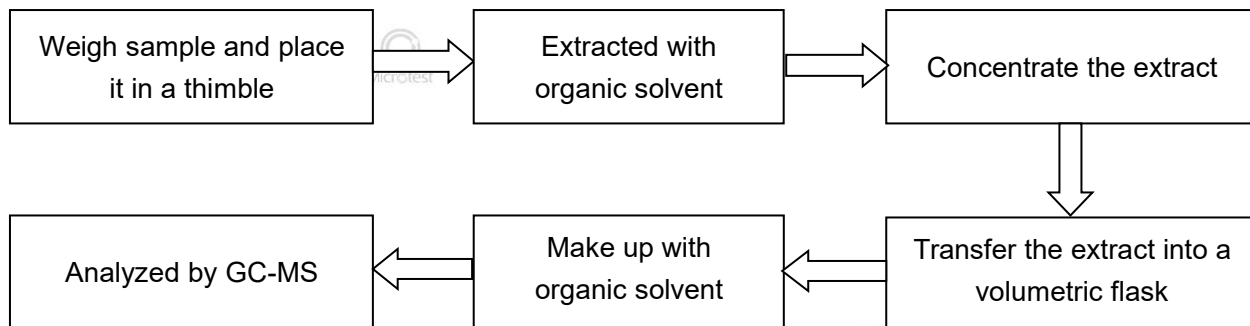 Weigh sample and place
it in a thimble
Microtest
Extracted with
organic solvent
Concentrate the extract
Transfer the extract into a
volumetric flask
Make up with
organic solvent
Analyzed by GC-MS